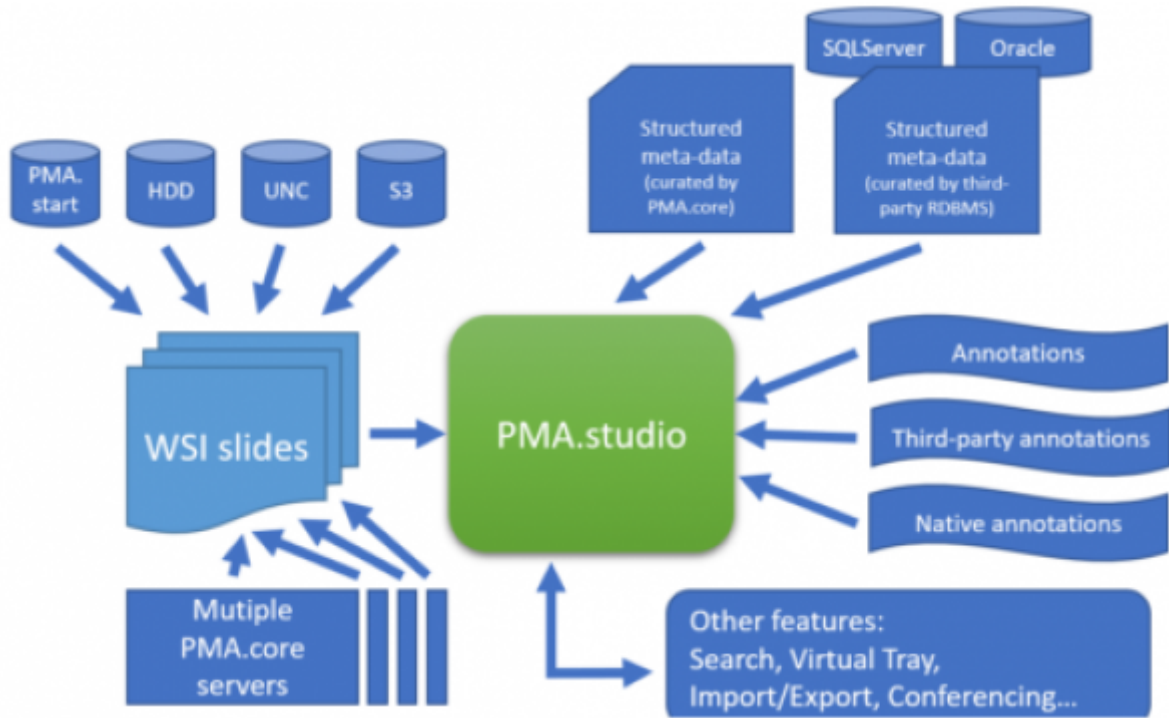 SQLServer
Oracle
Structured
meta-data
(curated by
PMA.core)
Structured
meta-data
(curated by third-
party RDBMS)
PMA.
start
HDD
UNC
S3
WSI slides
PMA.studio
Annotations
Third-party annotations
Native annotations
Mutiple
PMA.core
servers
Other features:
Search, Virtual Tray,
Import/Export, Conferencing...